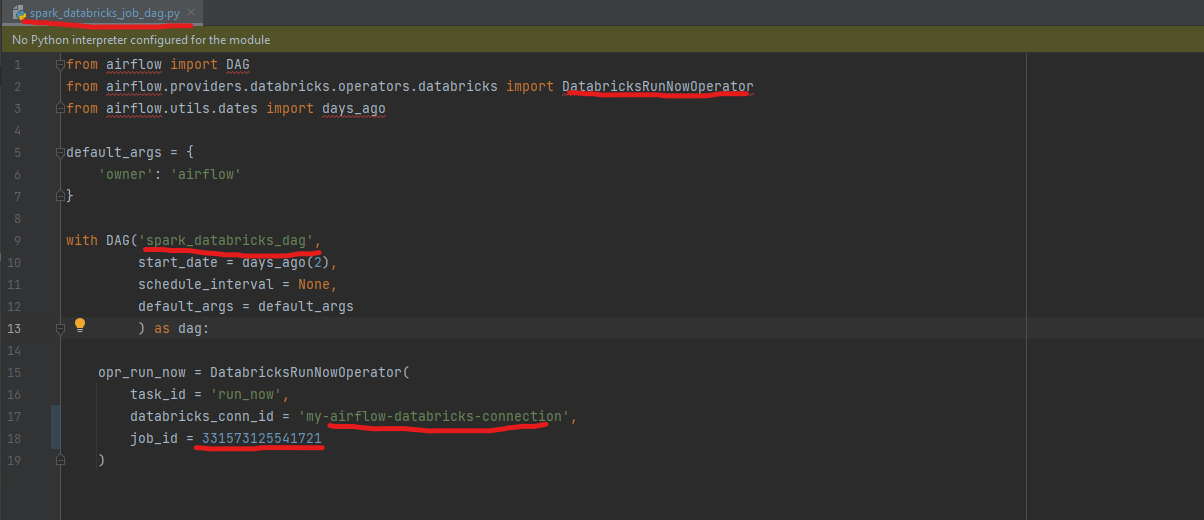 spark_databricks_job_dag.py
No Python interpreter configured for the module
1 from airflow import DAG
2 from airflow.providers.databricks.operators.databricks import DatabricksRunNowOperator
3 from airflow.utils.dates import days_ago
4
5 default_args = {
6 'owner': 'airflow'
7 }
8
9 with DAG('spark_databricks_dag',
10 start_date = days_ago(2),
11 schedule_interval = None,
12 default_args = default_args
13 ) as dag:
14
15 opr_run_now = DatabricksRunNowOperator(
16 task_id = 'run_now',
17 databricks_conn_id = 'my-airflow-databricks-connection',
18 job_id = 331573125541721
19 )